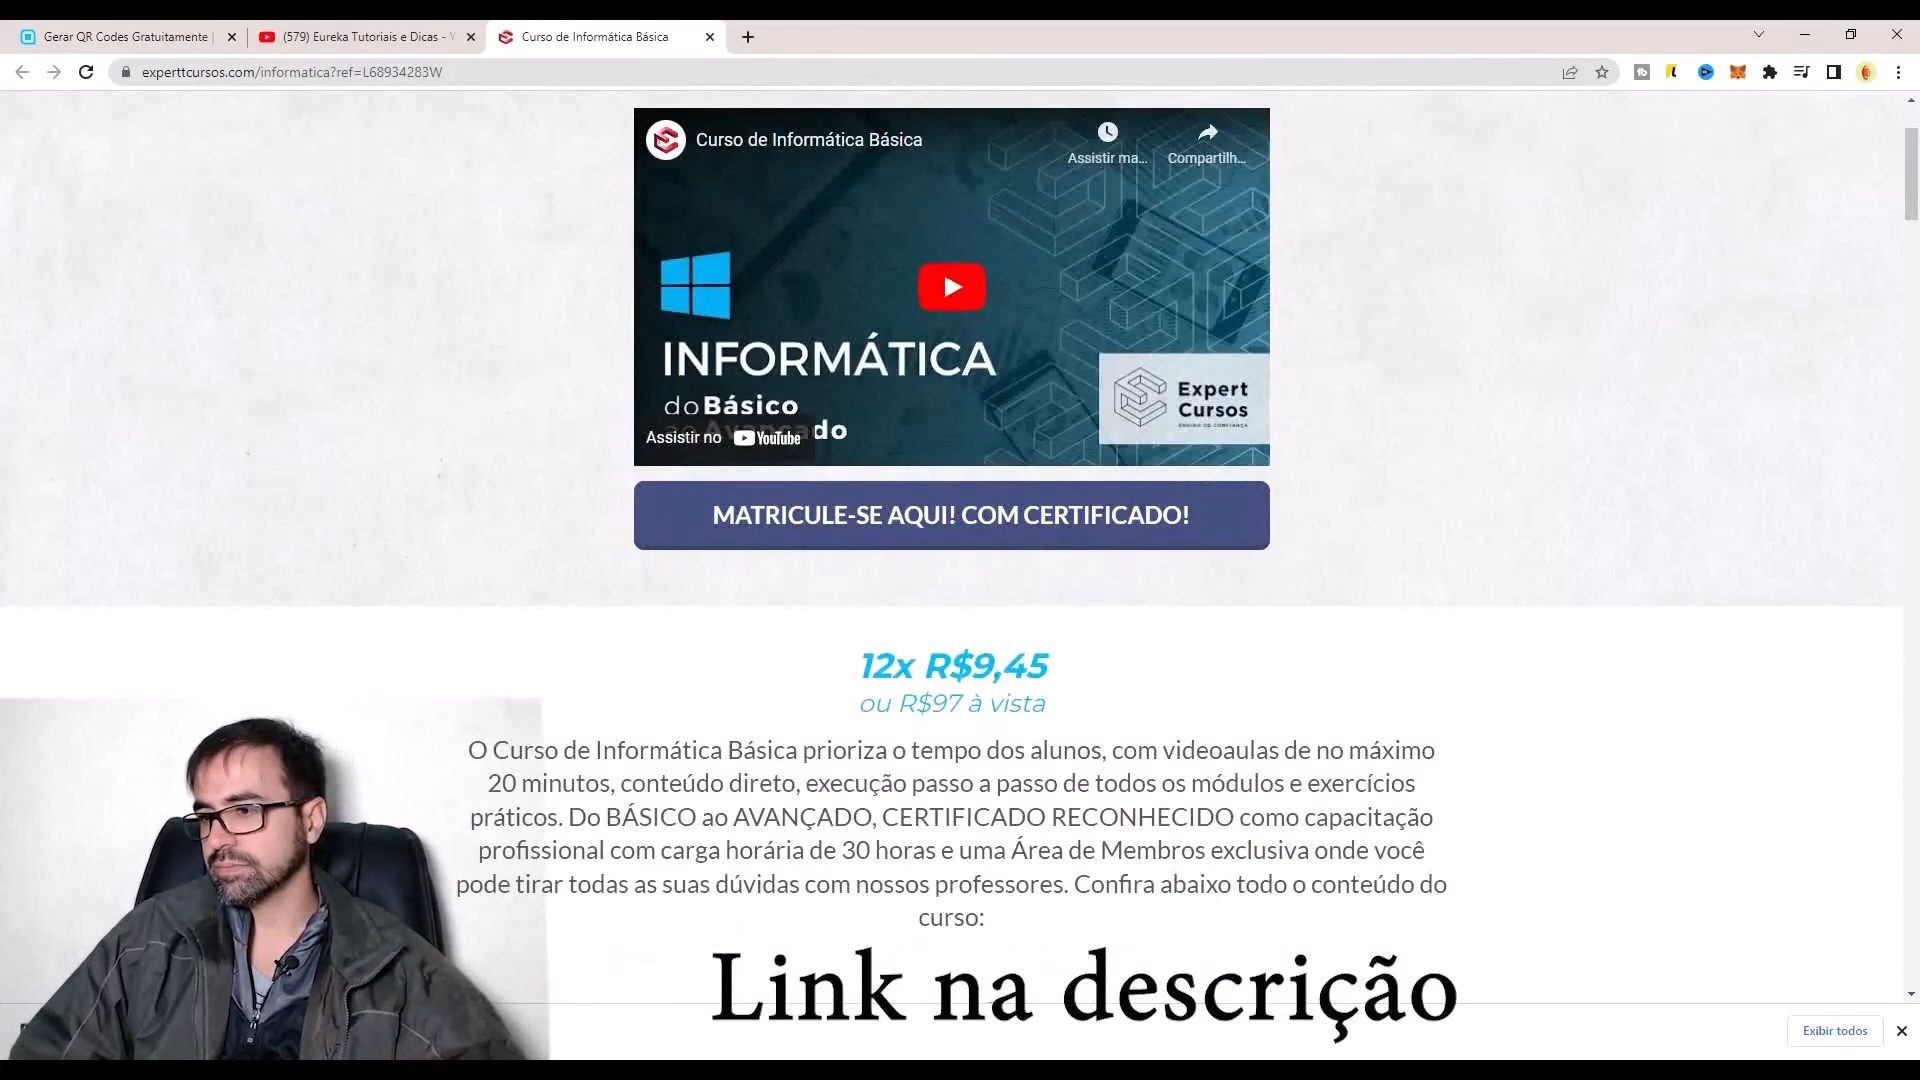 Gerar QR Codes Gratuitamente |
(579) Eureka Tutoriais e Dicas - Y
Curso de Informática Básica
experttcursos.com/informatica?ref=L68934283W
Curso de Informática Básica
Assistir ma...
Compartilh...
INFORMÁTICA
do Básico
do
Assistir no YouTube
Expert
Cursos
ENSINO DE CONFIANÇA
MATRICULE-SE AQUI! COM CERTIFICADO!
12x R$9,45
ou R$97 à vista
O Curso de Informática Básica prioriza o tempo dos alunos, com videoaulas de no máximo
20 minutos, conteúdo direto, execução passo a passo de todos os módulos e exercícios
práticos. Do BÁSICO ao AVANÇADO, CERTIFICADO RECONHECIDO como capacitação
profissional com carga horária de 30 horas e uma Área de Membros exclusiva onde você
pode tirar todas as suas dúvidas com nossos professores. Confira abaixo todo o conteúdo do
curso:
Link na descrição
Exibir todos